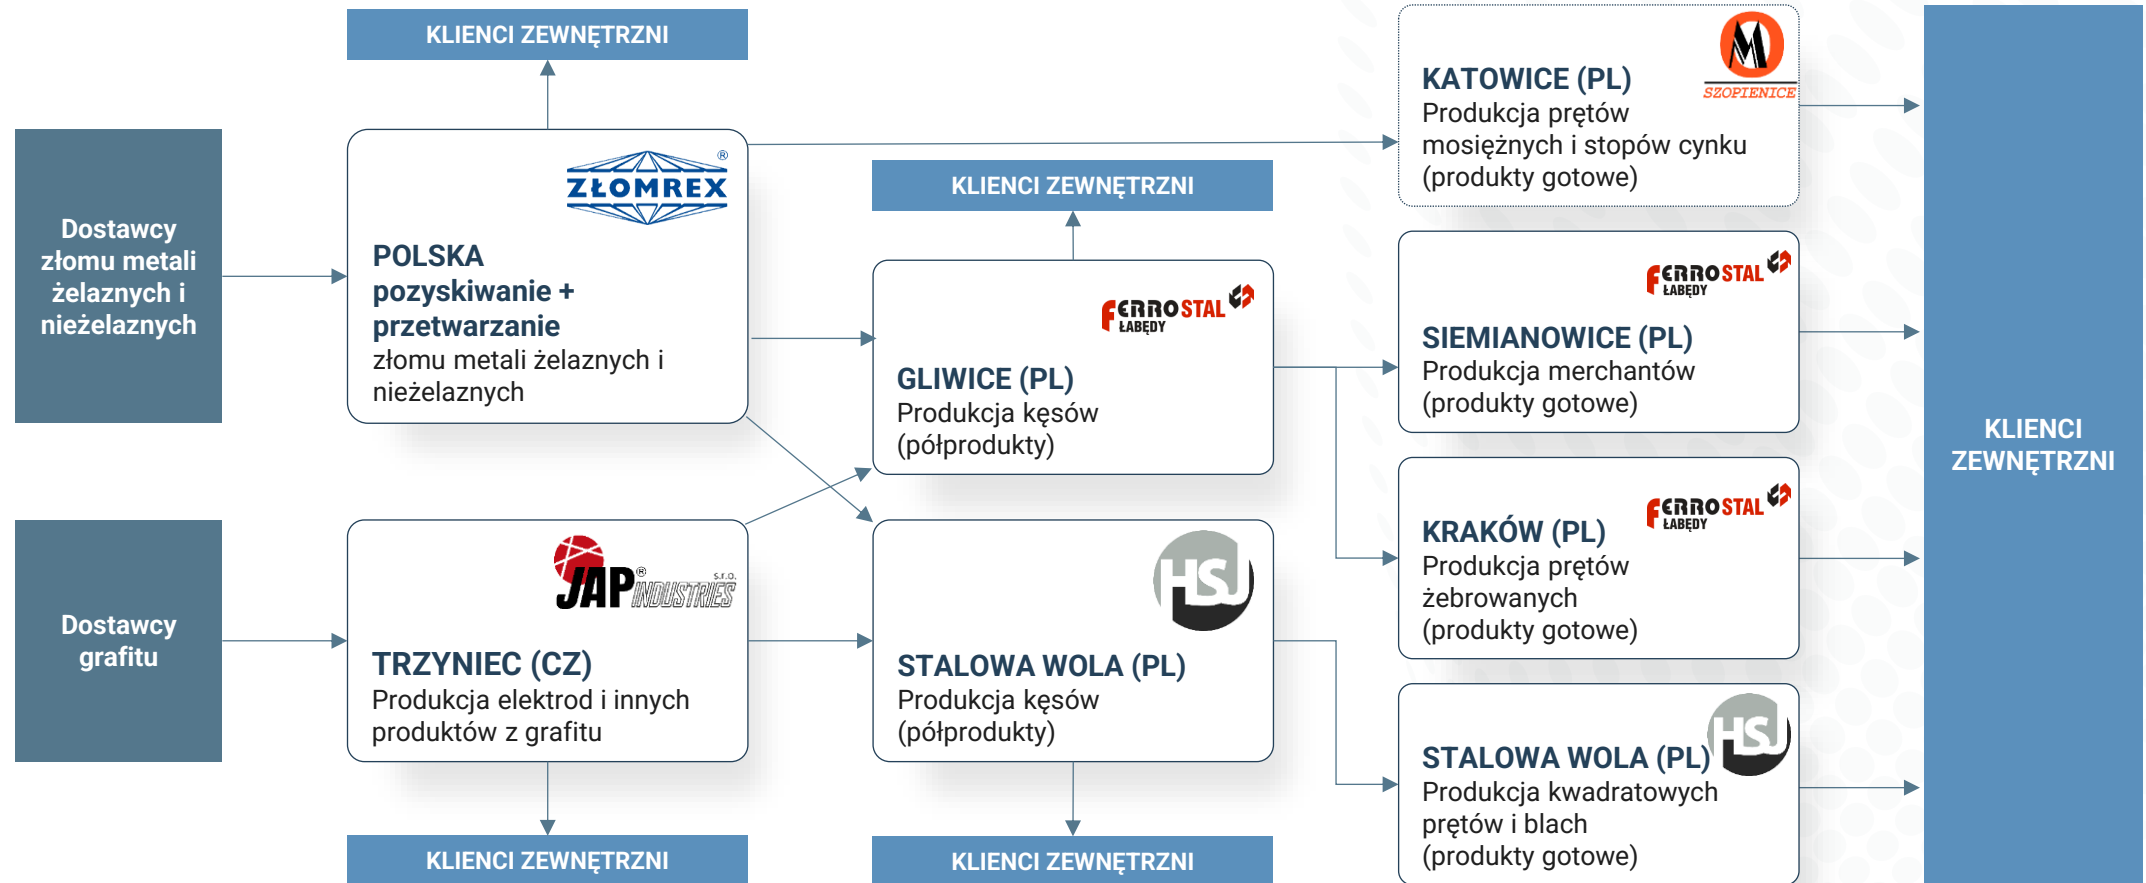 KLIENCI ZEWNĘTRZNI
Dostawcy
złomu metali
żelaznych i
nieżelaznych
®
ZŁOMREX
POLSKA
pozyskiwanie +
przetwarzanie
złomu metali żelaznych i
nieżelaznych
Dostawcy
grafitu
JAP® INDUSTRIES s.r.o.
TRZYNIEC (CZ)
Produkcja elektrod i innych
produktów z grafitu
KLIENCI ZEWNĘTRZNI
KLIENCI ZEWNĘTRZNI
FERROSTAL
ŁABĘDY
GLIWICE (PL)
Produkcja kęsów
(półprodukty)
HSJ
STALOWA WOLA (PL)
Produkcja kęsów
(półprodukty)
KLIENCI ZEWNĘTRZNI
SZOPIENICE
KATOWICE (PL)
Produkcja prętów
mosiężnych i stopów cynku
(produkty gotowe)
FERROSTAL
ŁABĘDY
SIEMIANOWICE (PL)
Produkcja merchantów
(produkty gotowe)
FERROSTAL
ŁABĘDY
KRAKÓW (PL)
Produkcja prętów
żebrowanych
(produkty gotowe)
HSJ
STALOWA WOLA (PL)
Produkcja kwadratowych
prętów i blach
(produkty gotowe)
KLIENCI
ZEWNĘTRZNI